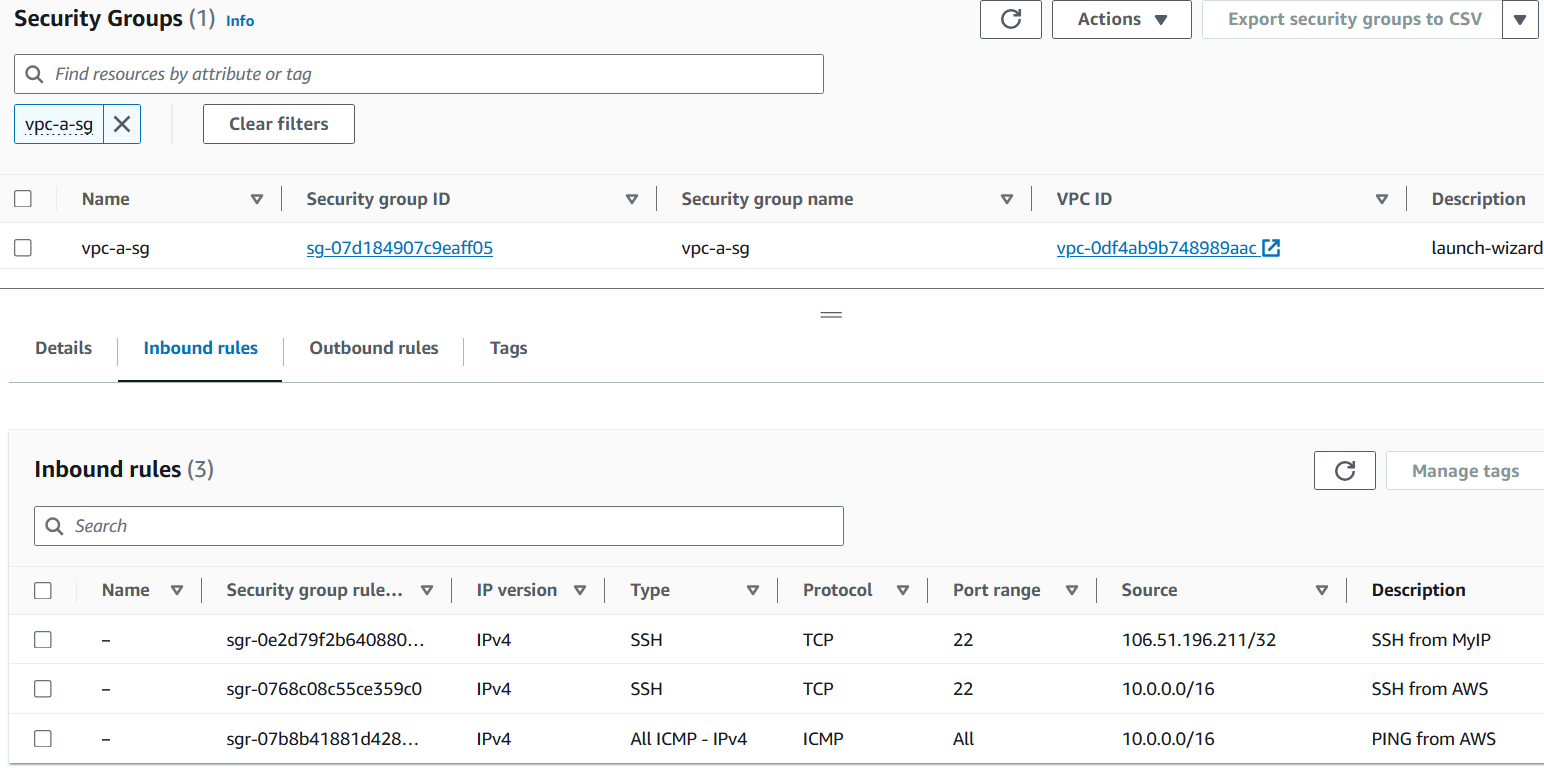 Security Groups (1) Info
Actions
Export security groups to CSV
Find resources by attribute or tag
vpc-a-sg
Clear filters
Name Security group ID Security group name VPC ID Description
vpc-a-sg sg-07d184907c9eaff05 vpc-a-sg vpc-0df4ab9b748989aac launch-wizard
Details Inbound rules Outbound rules Tags
Inbound rules (3)
Manage tags
Search
Name Security group rule... IP version Type Protocol Port range Source Description
– sgr-0e2d79f2b640880... IPv4 SSH TCP 22 106.51.196.211/32 SSH from MyIP
– sgr-0768c08c55ce359c0 IPv4 SSH TCP 22 10.0.0.0/16 SSH from AWS
– sgr-07b8b41881d428... IPv4 All ICMP - IPv4 ICMP All 10.0.0.0/16 PING from AWS